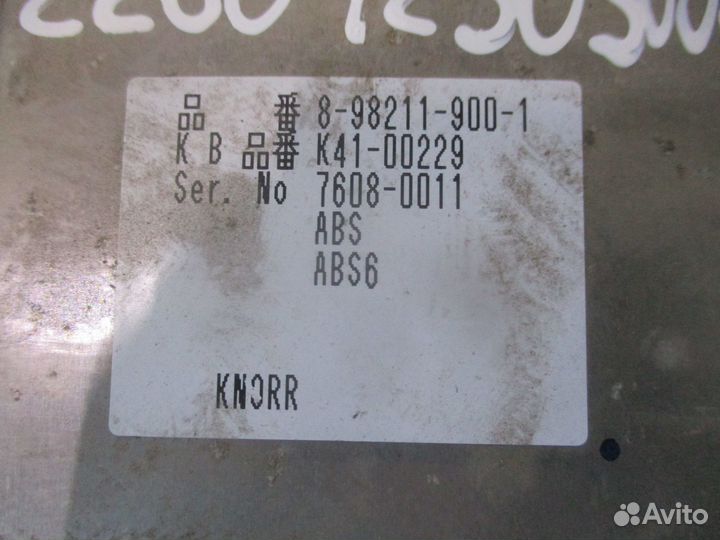 品 番 8-98211-900-1
K B 品番 K41-00229
Ser. No 7608-0011
ABS
ABS6
KNORR
Avito